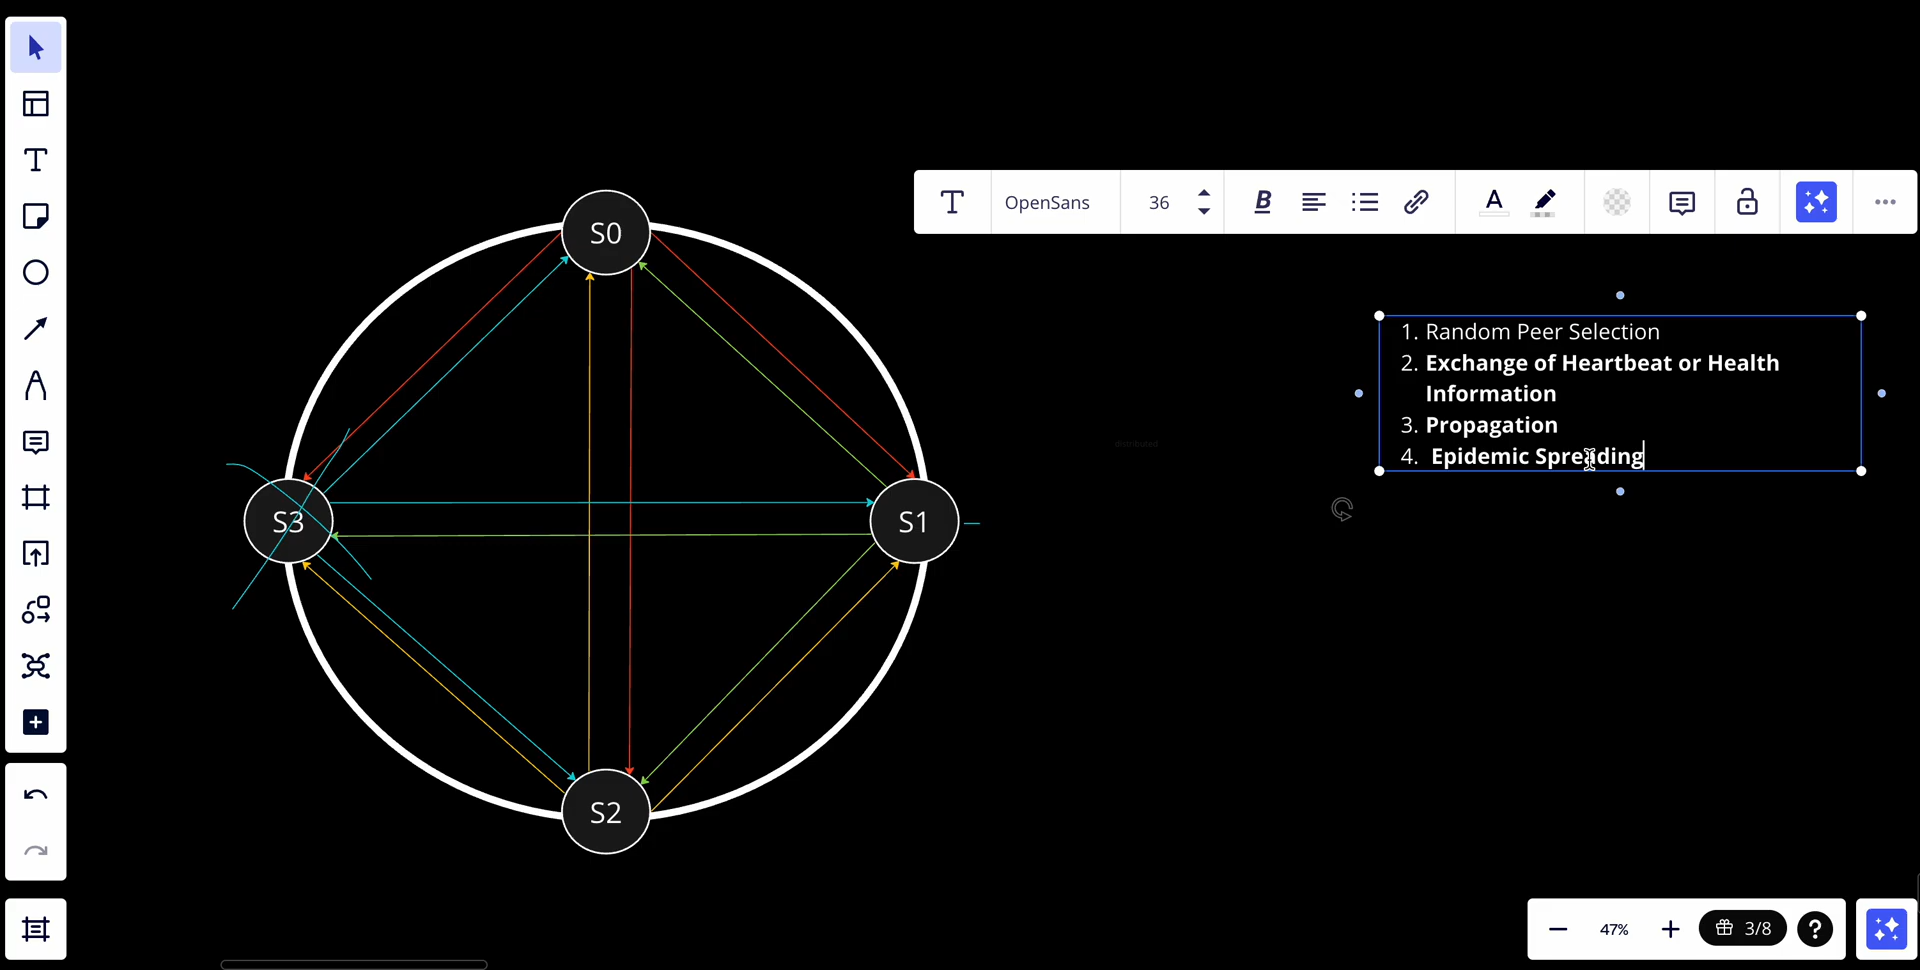 S0
OpenSans
36
B
A
1. Random Peer Selection
2. Exchange of Heartbeat or Health
Information
3. Propagation
4. Epidemic Spreading
distributed
S3
S1
S2
47%
3/8
?